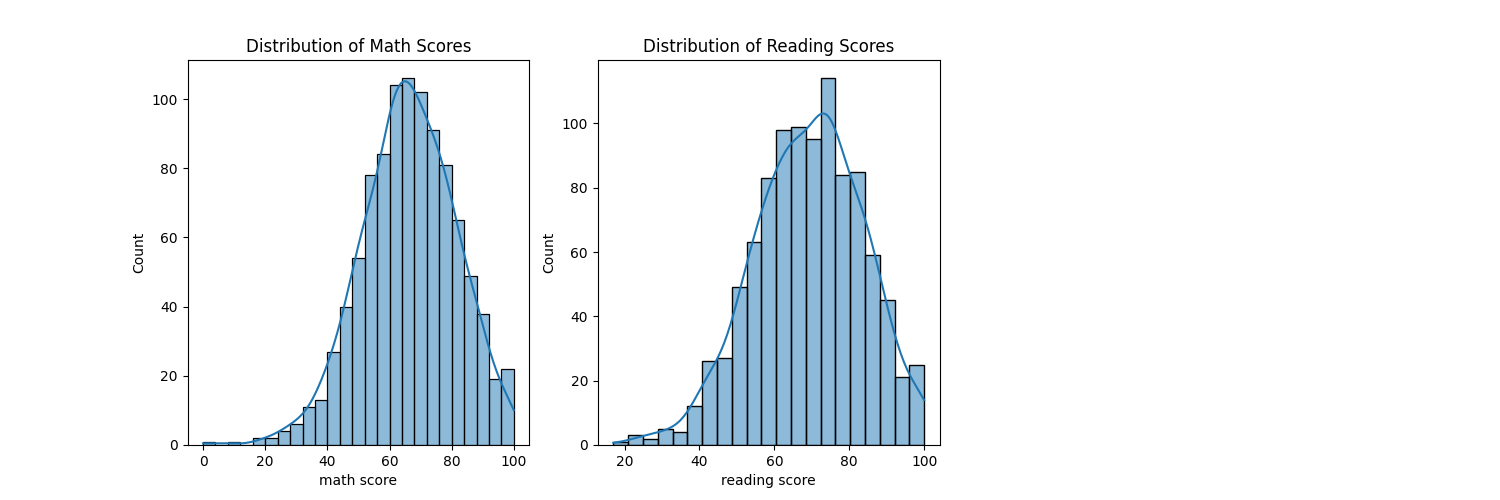 Distribution of Math Scores
100
80
60
40
20
0
Count
0 20 40 60 80 100
math score
Distribution of Reading Scores
100
80
60
40
20
0
Count
20 40 60 80 100
reading score